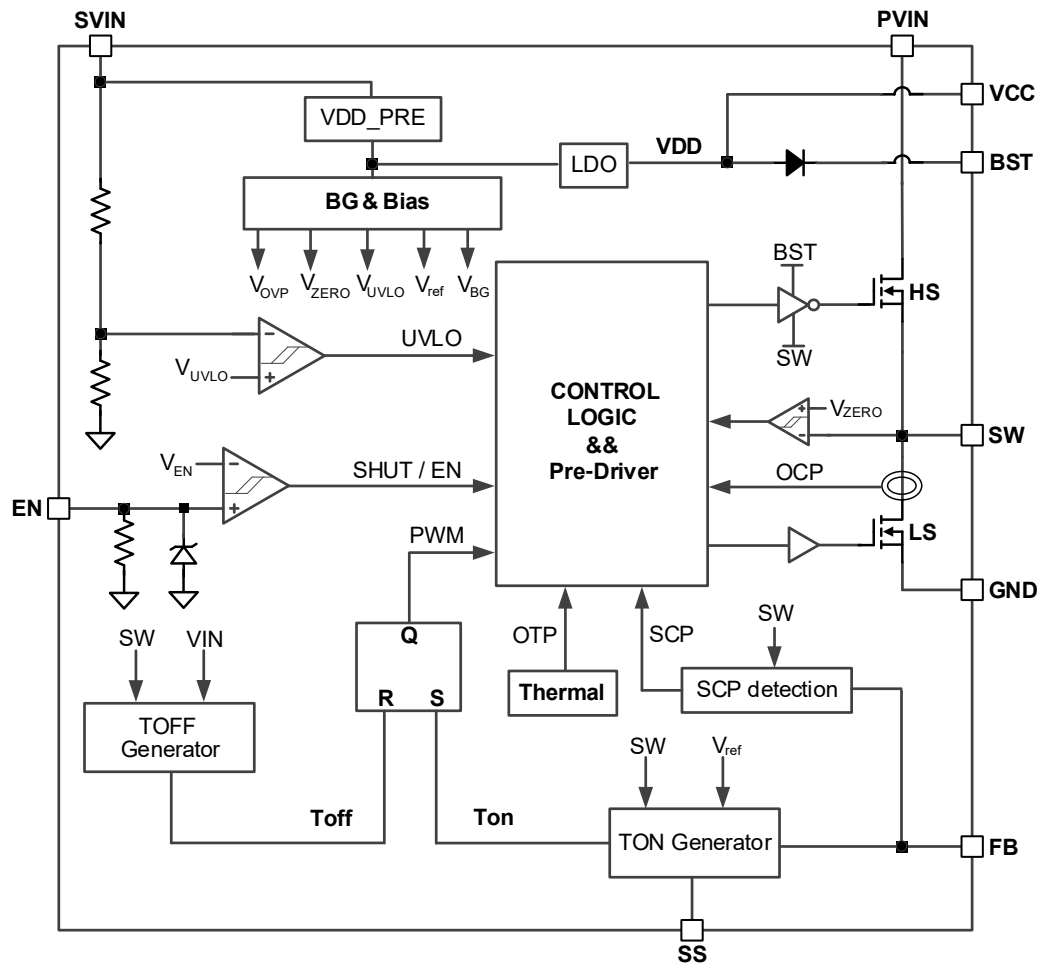 SVIN
PVIN
VCC
VDD_PRE
VDD
LDO
BST
BG & Bias
VOVP
VZERO
VUVLO
Vref
VBG
BST
HS
SW
UVLO
VUVLO
CONTROL
LOGIC
&&
Pre-Driver
VZERO
SW
VEN
SHUT / EN
OCP
EN
PWM
LS
GND
SW
VIN
Q
R
S
OTP
SCP
SW
Thermal
SCP detection
TOFF
Generator
SW
Vref
Toff
Ton
TON Generator
FB
SS